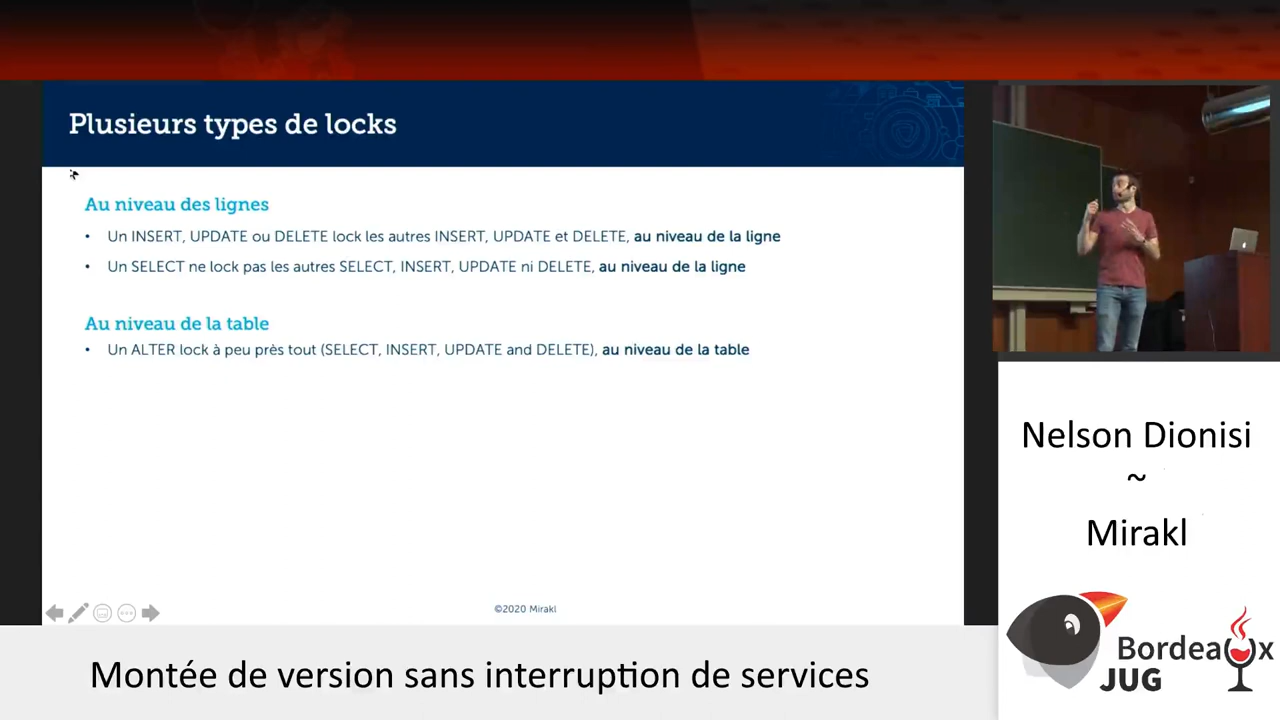 Plusieurs types de locks
Au niveau des lignes
• Un INSERT, UPDATE ou DELETE lock les autres INSERT, UPDATE et DELETE, au niveau de la ligne
• Un SELECT ne lock pas les autres SELECT, INSERT, UPDATE ni DELETE, au niveau de la ligne
Au niveau de la table
• Un ALTER lock à peu près tout (SELECT, INSERT, UPDATE and DELETE), au niveau de la table
©2020 Mirakl
Nelson Dionisi
~
Mirakl
Bordeaux
JUG
Montée de version sans interruption de services